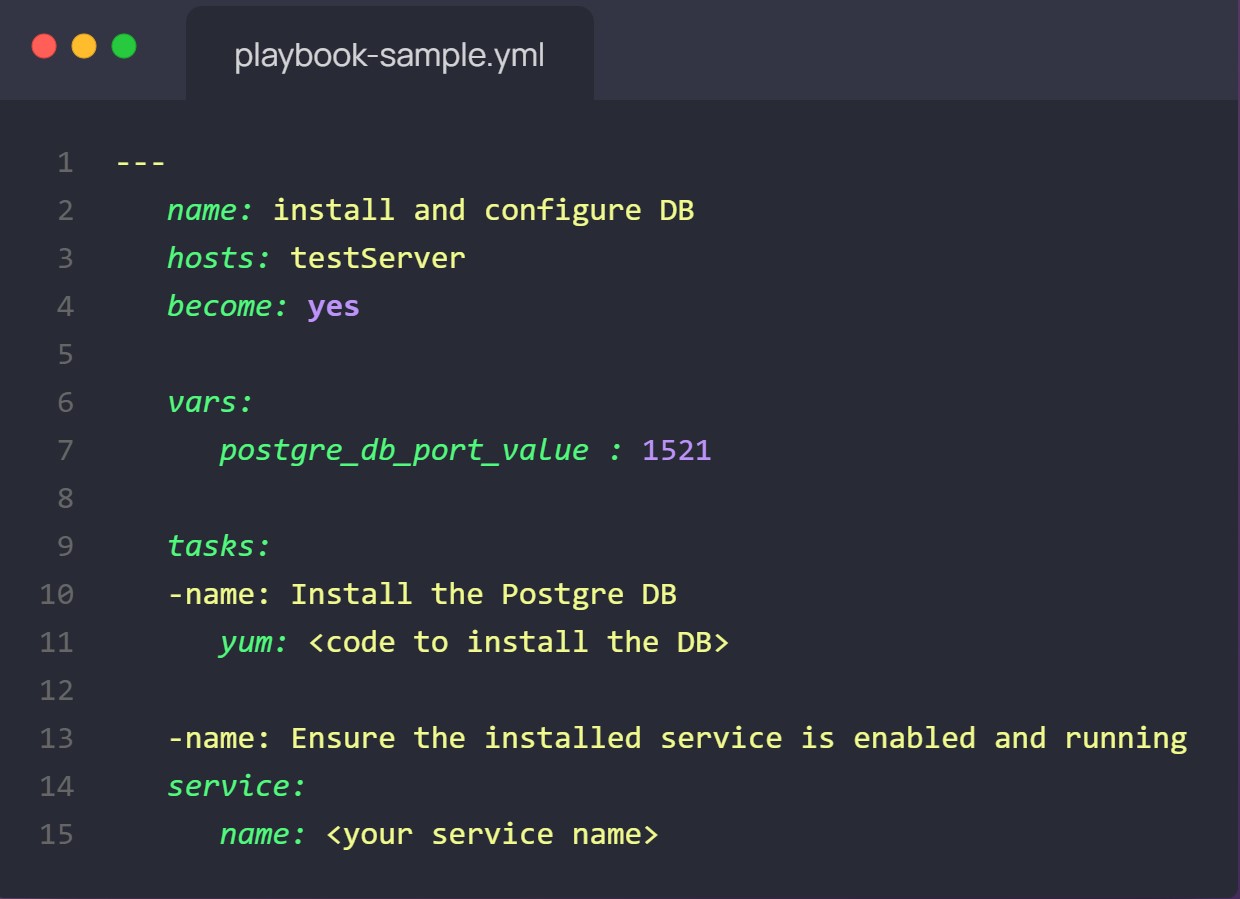 playbook-sample.yml
1 ---
2 name: install and configure DB
3 hosts: testServer
4 become: yes
5
6 vars:
7 postgre_db_port_value : 1521
8
9 tasks:
10 -name: Install the Postgre DB
11 yum: <code to install the DB>
12
13 -name: Ensure the installed service is enabled and running
14 service:
15 name: <your service name>